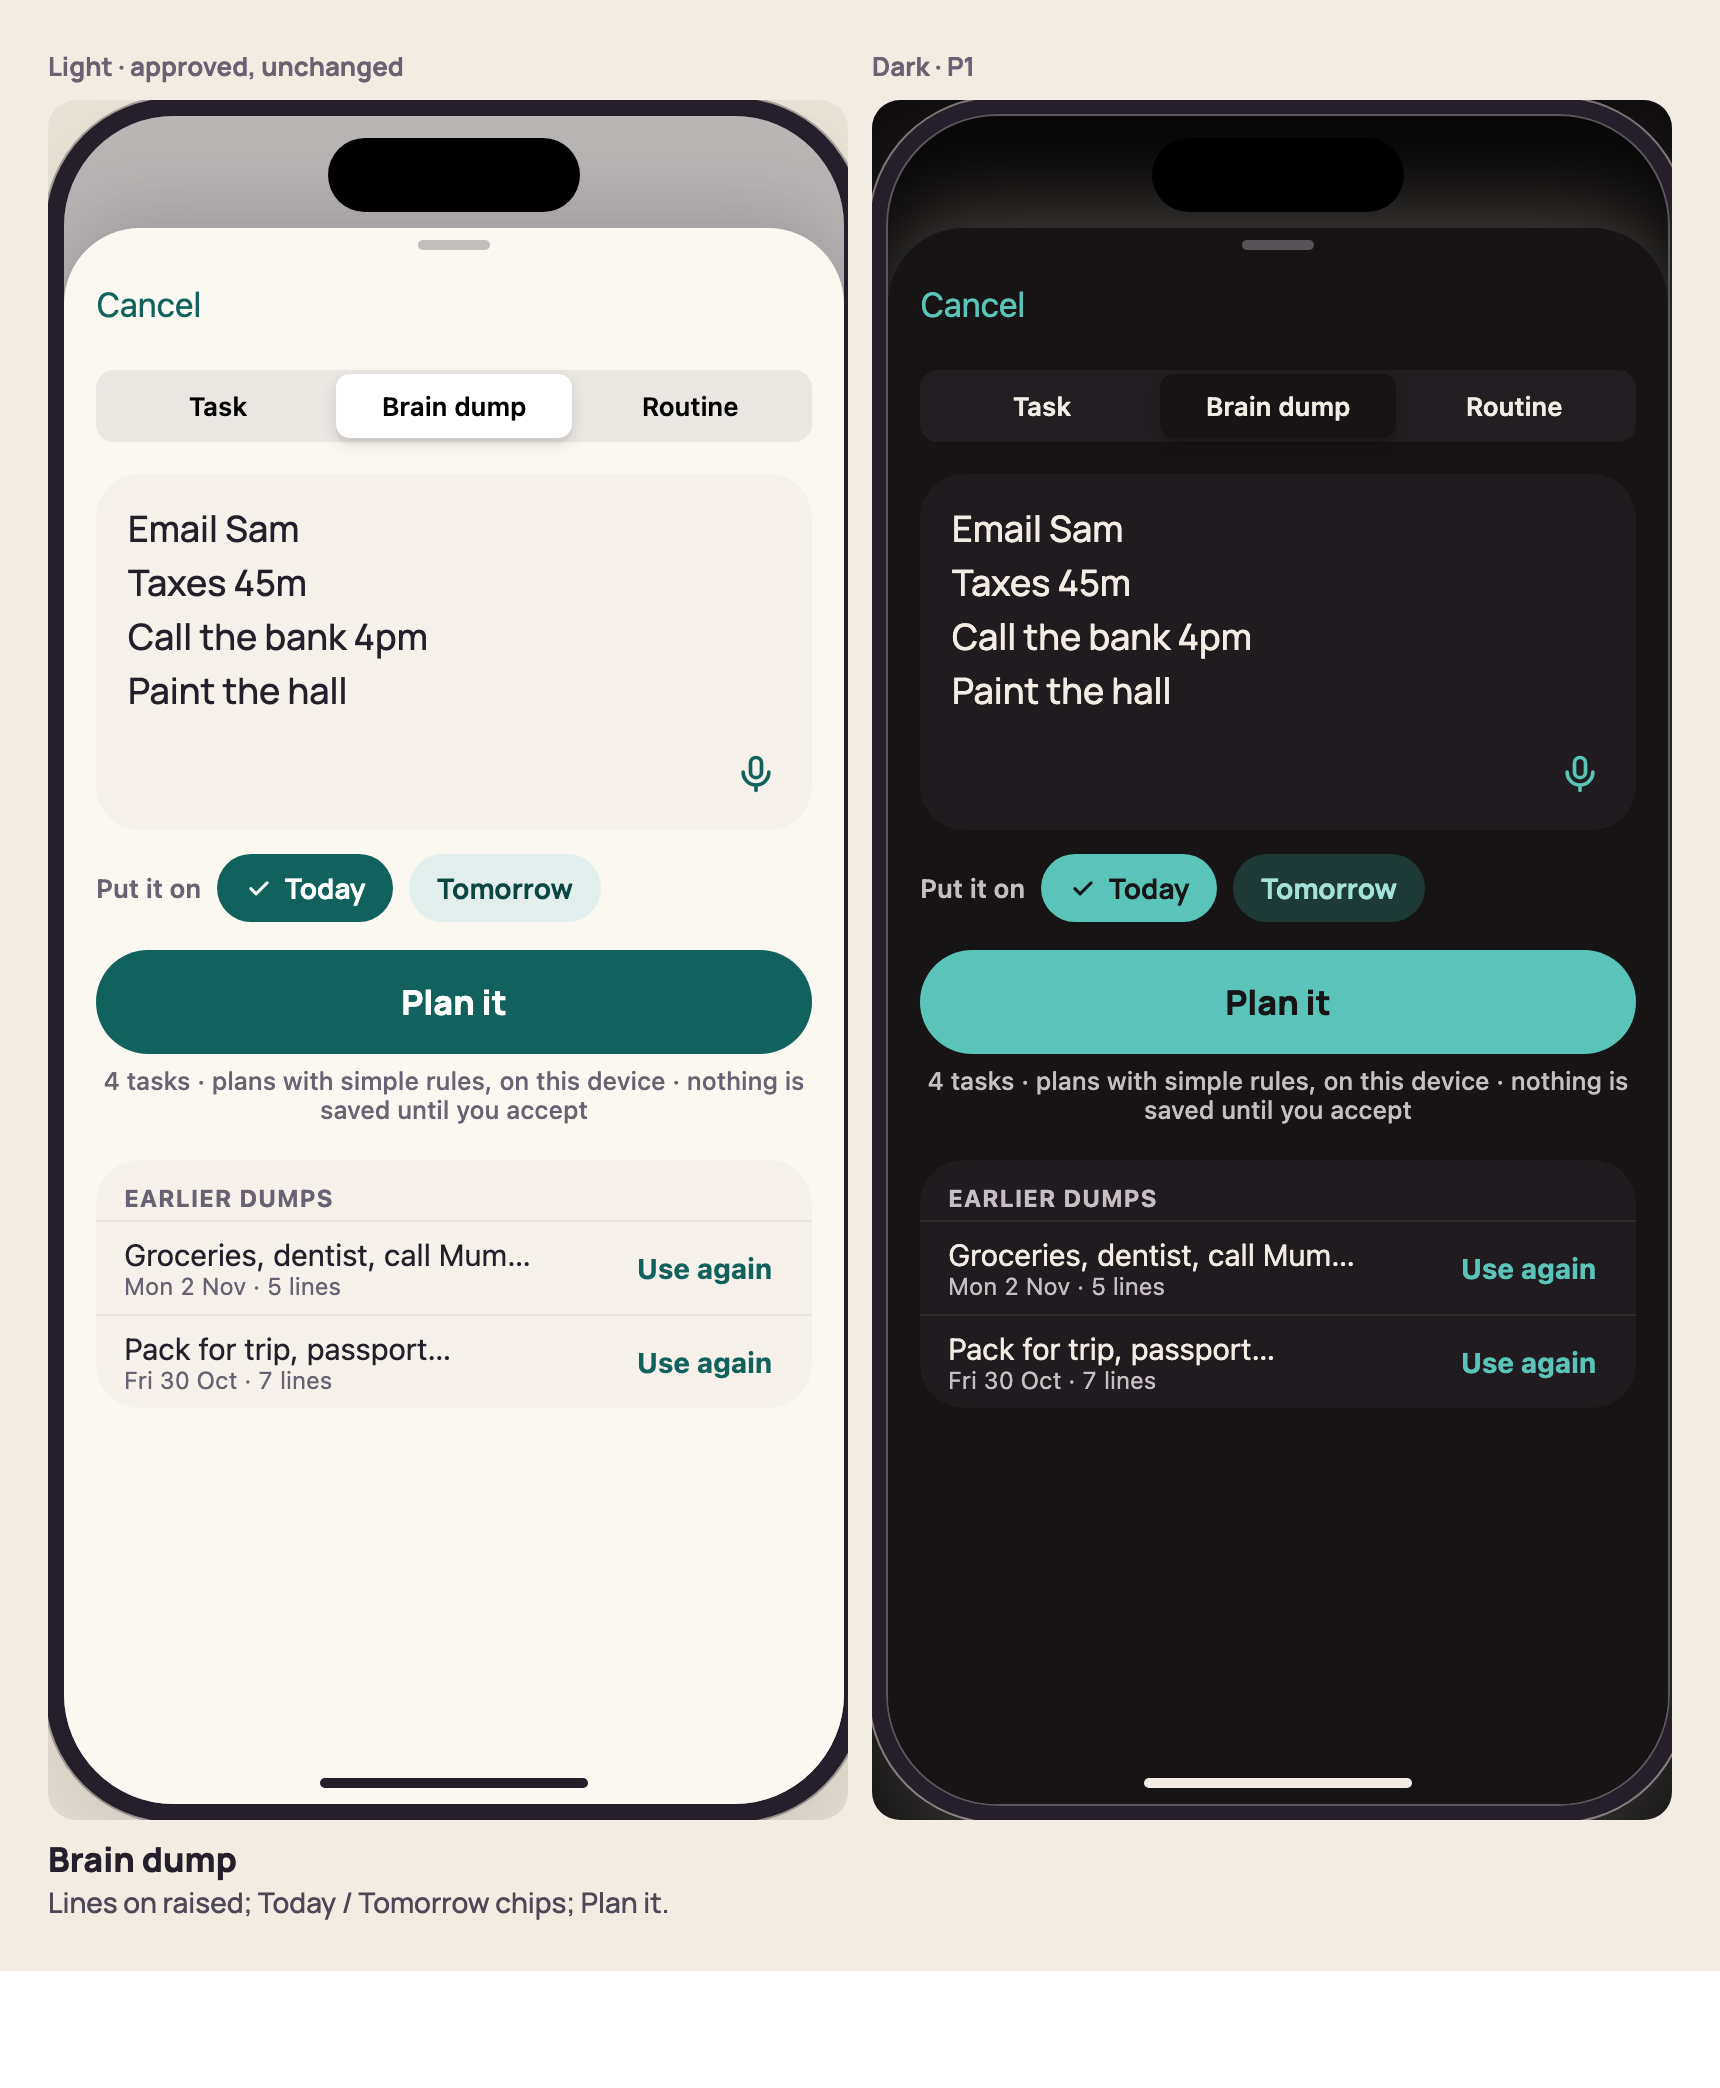 Light · approved, unchanged
Cancel
Task
Brain dump
Routine
Email Sam
Taxes 45m
Call the bank 4pm
Paint the hall
Put it on
Today
Tomorrow
Plan it
4 tasks · plans with simple rules, on this device · nothing is
saved until you accept
EARLIER DUMPS
Groceries, dentist, call Mum...
Mon 2 Nov · 5 lines
Use again
Pack for trip, passport...
Fri 30 Oct · 7 lines
Use again
Dark · P1
Cancel
Task
Brain dump
Routine
Email Sam
Taxes 45m
Call the bank 4pm
Paint the hall
Put it on
Today
Tomorrow
Plan it
4 tasks · plans with simple rules, on this device · nothing is
saved until you accept
EARLIER DUMPS
Groceries, dentist, call Mum...
Mon 2 Nov · 5 lines
Use again
Pack for trip, passport...
Fri 30 Oct · 7 lines
Use again
Brain dump
Lines on raised; Today / Tomorrow chips; Plan it.